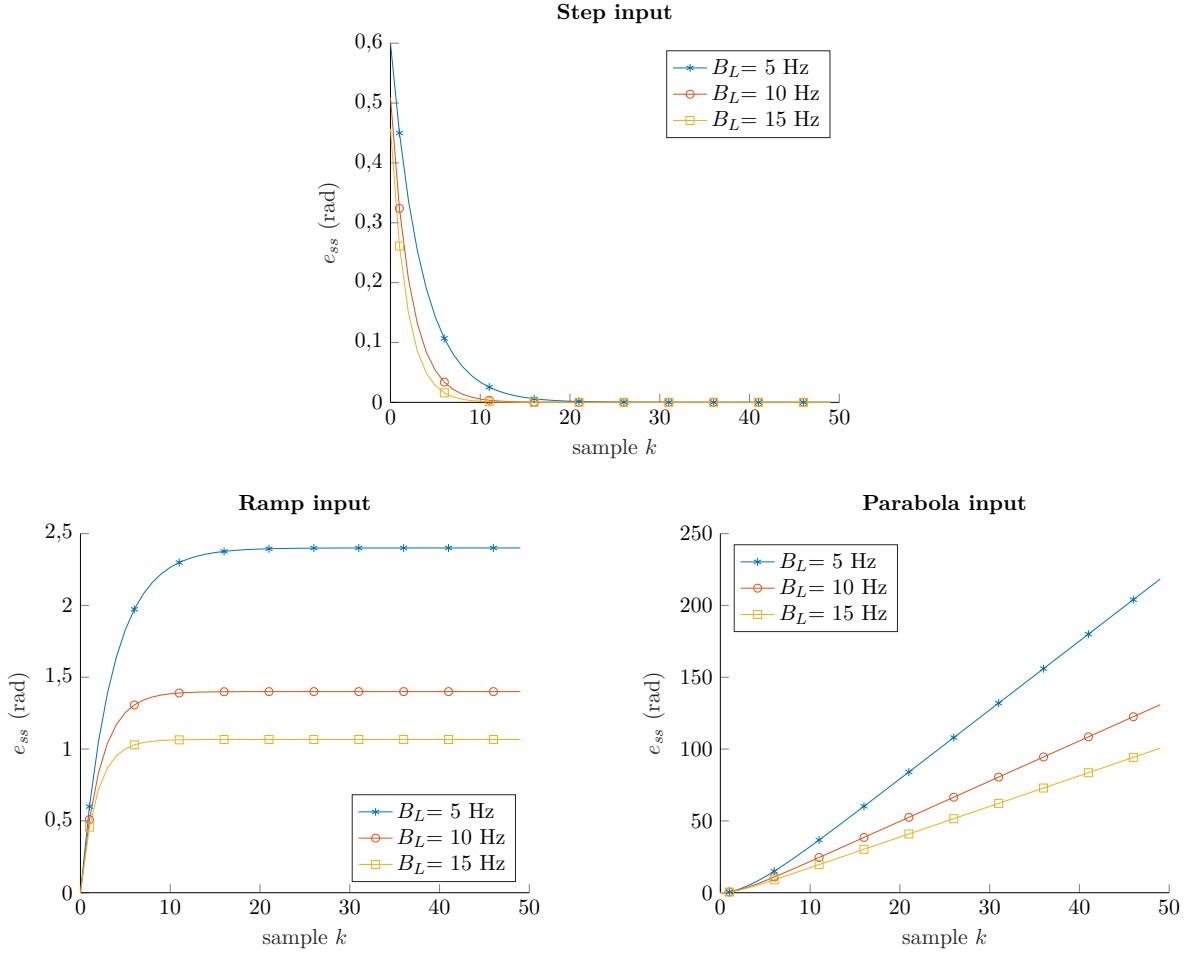 Step input
0,6
0,5
0,4
0,3
0,2
0,1
0
e_ss (rad)
B_L= 5 Hz
B_L= 10 Hz
B_L= 15 Hz
0 10 20 30 40 50
sample k
Ramp input
2,5
2
1,5
1
0,5
0
e_ss (rad)
B_L= 5 Hz
B_L= 10 Hz
B_L= 15 Hz
0 10 20 30 40 50
sample k
Parabola input
250
200
150
100
50
0
e_ss (rad)
B_L= 5 Hz
B_L= 10 Hz
B_L= 15 Hz
0 10 20 30 40 50
sample k